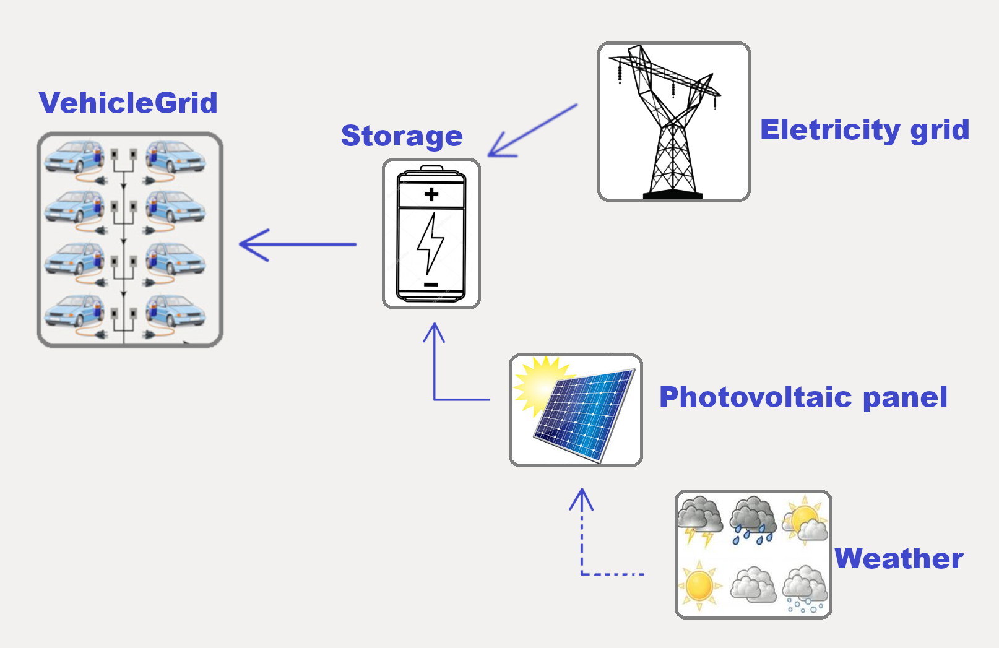 VehicleGrid
Storage
Eletricity grid
Photovoltaic panel
Weather